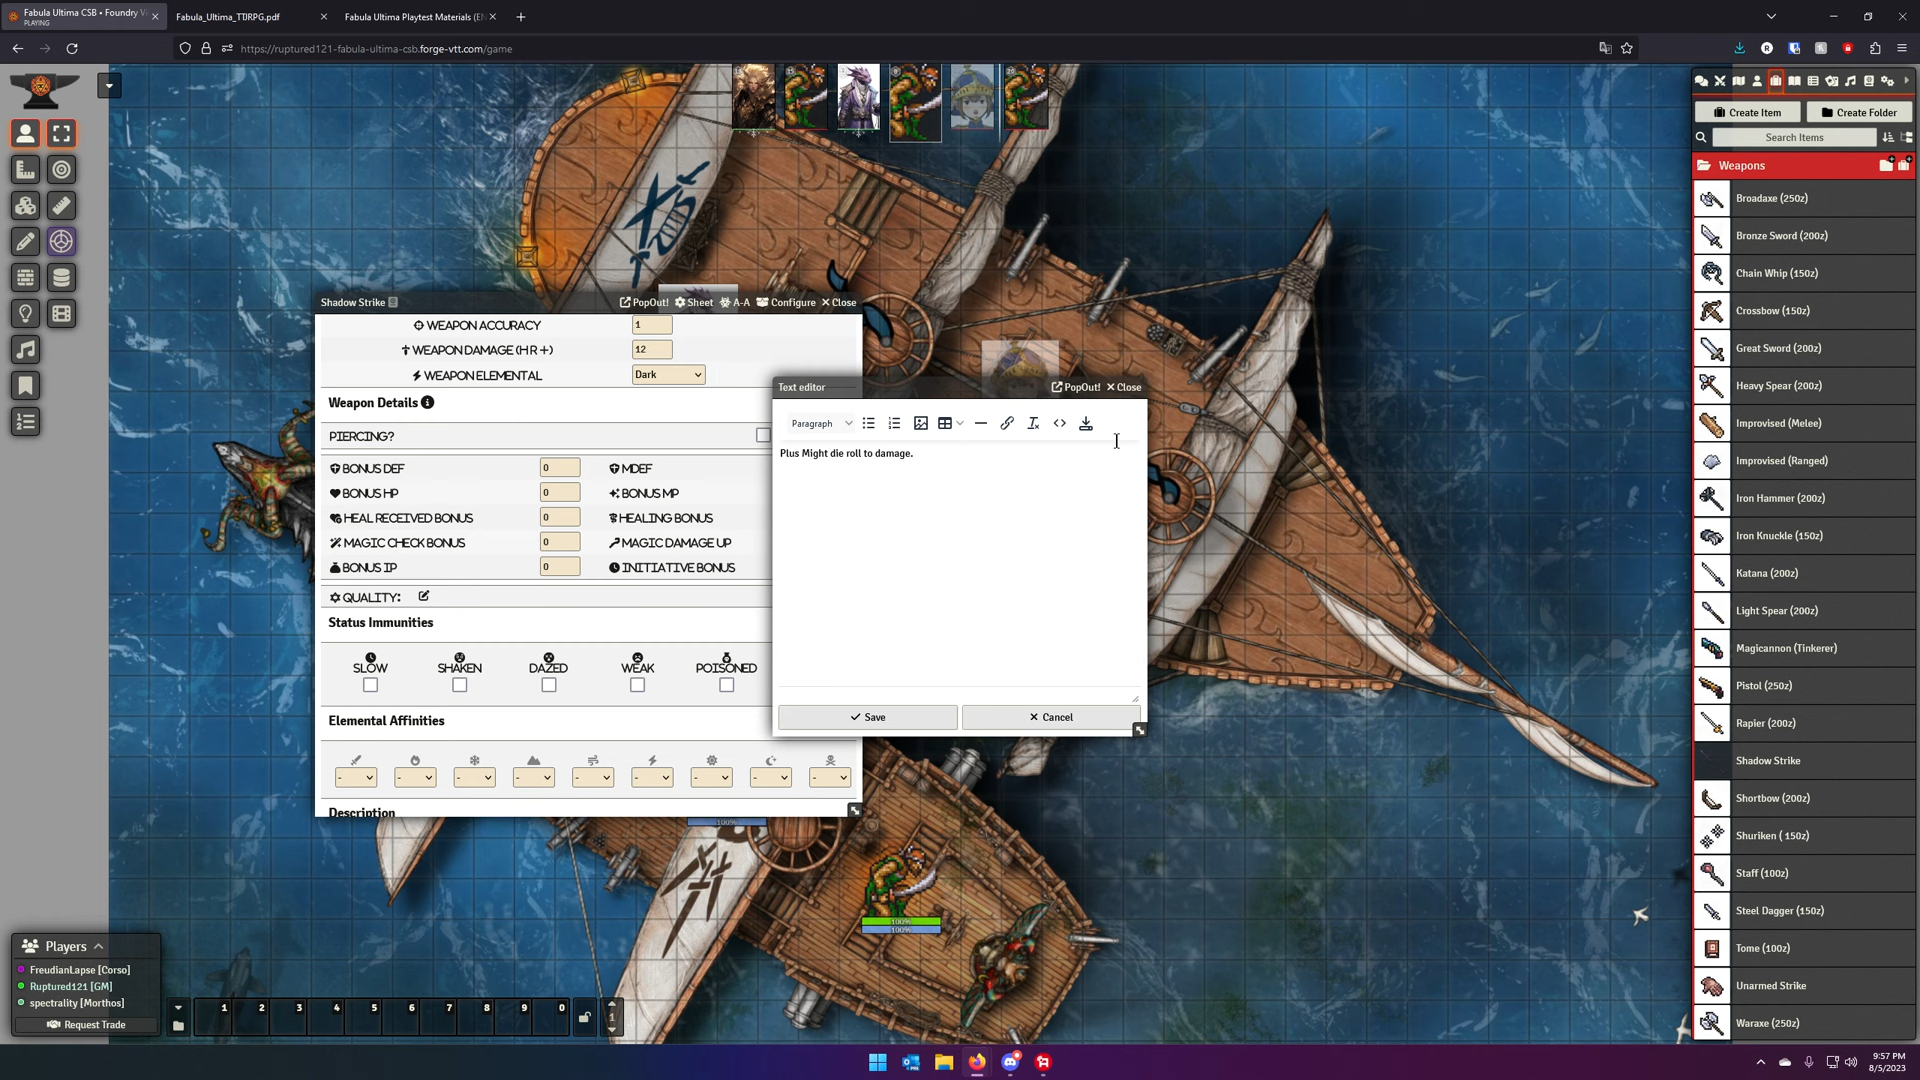 Fabula Ultima CSB • Foundry Vi
PLAYING
Fabula_Ultima_TTJRPG.pdf
Fabula Ultima Playtest Materials (EN
https://ruptured121-fabula-ultima-csb.forge-vtt.com/game
Create Item
Create Folder
Search Items
Weapons
Broadaxe (250z)
Bronze Sword (200z)
Chain Whip (150z)
Crossbow (150z)
Great Sword (200z)
Heavy Spear (200z)
Improvised (Melee)
Improvised (Ranged)
Iron Hammer (200z)
Iron Knuckle (150z)
Katana (200z)
Light Spear (200z)
Magicannon (Tinkerer)
Pistol (250z)
Rapier (200z)
Shadow Strike
Shortbow (200z)
Shuriken ( 150z)
Staff (100z)
Steel Dagger (150z)
Tome (100z)
Unarmed Strike
Waraxe (250z)
Shadow Strike
PopOut! Sheet A-A Configure Close
WEAPON ACCURACY 1
WEAPON DAMAGE (HR +) 12
WEAPON ELEMENTAL Dark
Weapon Details
PIERCING?
BONUS DEF 0 MDEF
BONUS HP 0 BONUS MP
HEAL RECEIVED BONUS 0 HEALING BONUS
MAGIC CHECK BONUS 0 MAGIC DAMAGE UP
BONUS IP 0 INITIATIVE BONUS
QUALITY:
Status Immunities
SLOW SHAKEN DAZED WEAK POISONED
Elemental Affinities
- - - - - - - - -
Description
Text editor PopOut! Close
Paragraph
Plus Might die roll to damage.
Save Cancel
100%
100%
100%
Players
FreudianLapse [Corso]
Ruptured121 [GM]
spectrality [Morthos]
Request Trade
1 2 3 4 5 6 7 8 9 0
1
9:57 PM
8/5/2023